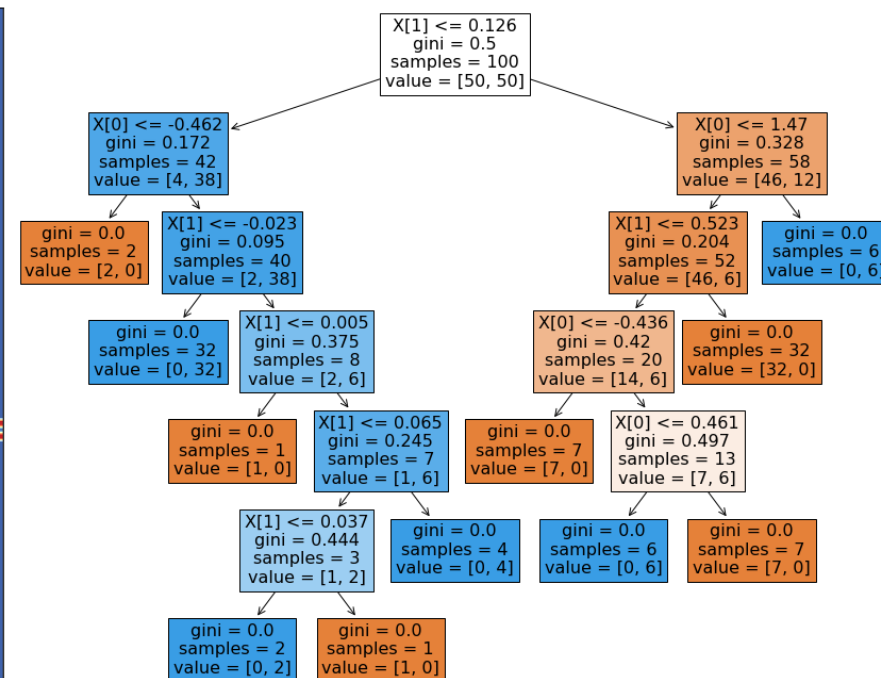 X[1] <= 0.126
gini = 0.5
samples = 100
value = [50, 50]
X[0] <= -0.462
gini = 0.172
samples = 42
value = [4, 38]
X[0] <= 1.47
gini = 0.328
samples = 58
value = [46, 12]
gini = 0.0
samples = 2
value = [2, 0]
X[1] <= -0.023
gini = 0.095
samples = 40
value = [2, 38]
X[1] <= 0.523
gini = 0.204
samples = 52
value = [46, 6]
gini = 0.0
samples = 6
value = [0, 6]
gini = 0.0
samples = 32
value = [0, 32]
X[1] <= 0.005
gini = 0.375
samples = 8
value = [2, 6]
X[0] <= -0.436
gini = 0.42
samples = 20
value = [14, 6]
gini = 0.0
samples = 32
value = [32, 0]
gini = 0.0
samples = 1
value = [1, 0]
X[1] <= 0.065
gini = 0.245
samples = 7
value = [1, 6]
gini = 0.0
samples = 7
value = [7, 0]
X[0] <= 0.461
gini = 0.497
samples = 13
value = [7, 6]
X[1] <= 0.037
gini = 0.444
samples = 3
value = [1, 2]
gini = 0.0
samples = 4
value = [0, 4]
gini = 0.0
samples = 6
value = [0, 6]
gini = 0.0
samples = 7
value = [7, 0]
gini = 0.0
samples = 2
value = [0, 2]
gini = 0.0
samples = 1
value = [1, 0]